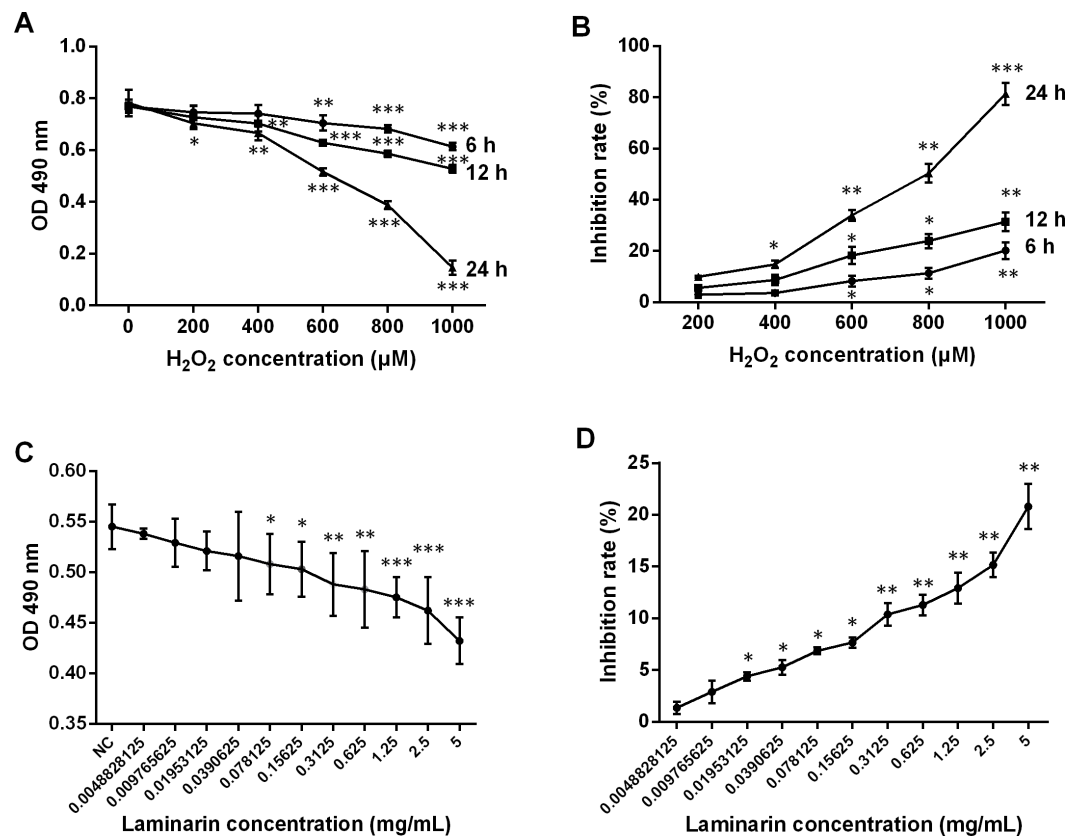 A
OD 490 nm
1.0
0.8
0.6
0.4
0.2
0.0
*
**
**
**
***
***
***
***
***
***
***
***
6 h
12 h
24 h
0 200 400 600 800 1000
H₂O₂ concentration (μM)
B
Inhibition rate (%)
100
80
60
40
20
0
*
**
*
*
**
*
*
***
**
**
24 h
12 h
6 h
200 400 600 800 1000
H₂O₂ concentration (μM)
C
OD 490 nm
0.60
0.55
0.50
0.45
0.40
0.35
* * ** ** *** *** ***
NC 0.0048828125 0.009765625 0.01953125 0.0390625 0.078125 0.15625 0.3125 0.625 1.25 2.5 5
Laminarin concentration (mg/mL)
D
Inhibition rate (%)
25
20
15
10
5
0
* * * * ** ** ** ** **
0.0048828125 0.009765625 0.01953125 0.0390625 0.078125 0.15625 0.3125 0.625 1.25 2.5 5
Laminarin concentration (mg/mL)